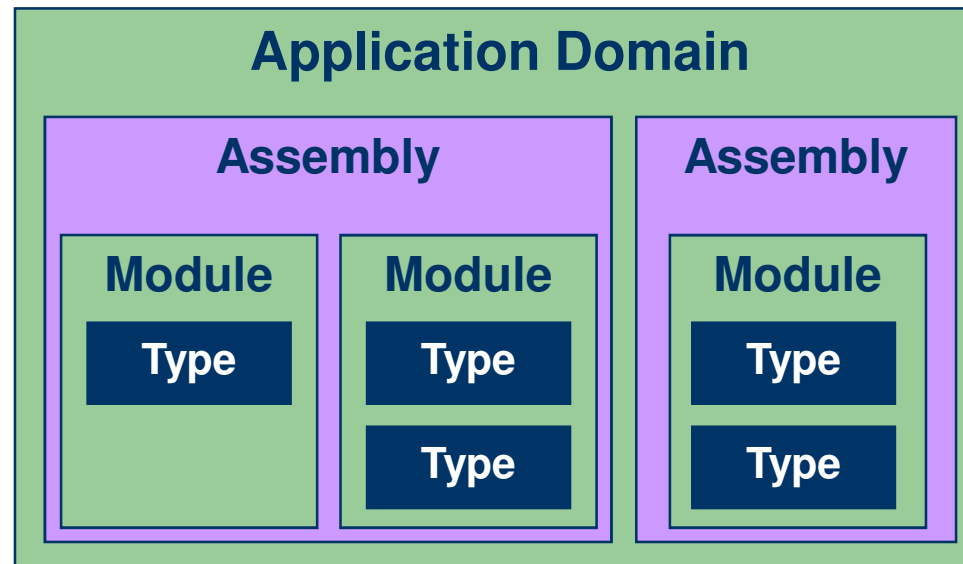 Application Domain
Assembly
Module
Type
Module
Type
Type
Assembly
Module
Type
Type